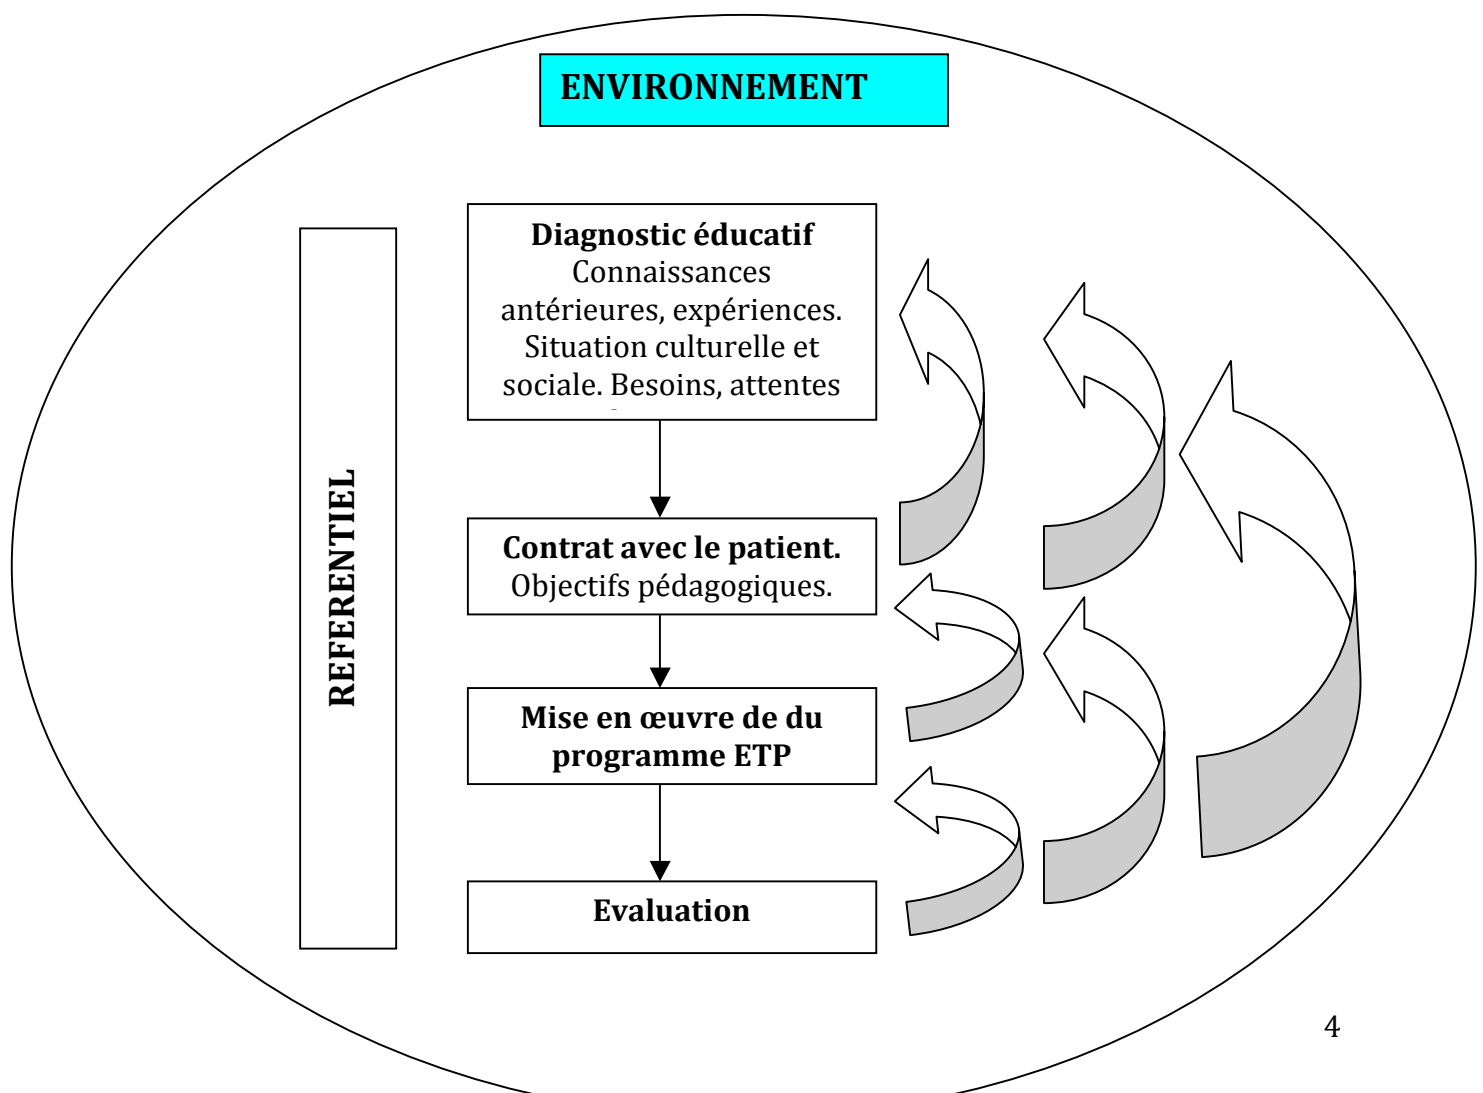 ENVIRONNEMENT
Diagnostic éducatif
Connaissances
antérieures, expériences.
Situation culturelle et
sociale. Besoins, attentes
REFERENTIEL
Contrat avec le patient.
Objectifs pédagogiques.
Mise en œuvre de du
programme ETP
Evaluation
4